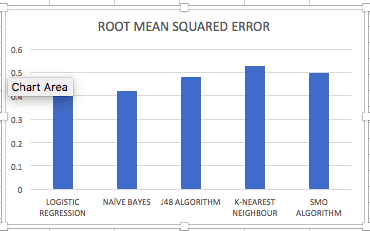 ROOT MEAN SQUARED ERROR
0.6
0.5
Chart Area
0.3
0.2
0.1
0
LOGISTIC REGRESSION
NAÏVE BAYES
J48 ALGORITHM
K-NEAREST NEIGHBOUR
SMO ALGORITHM